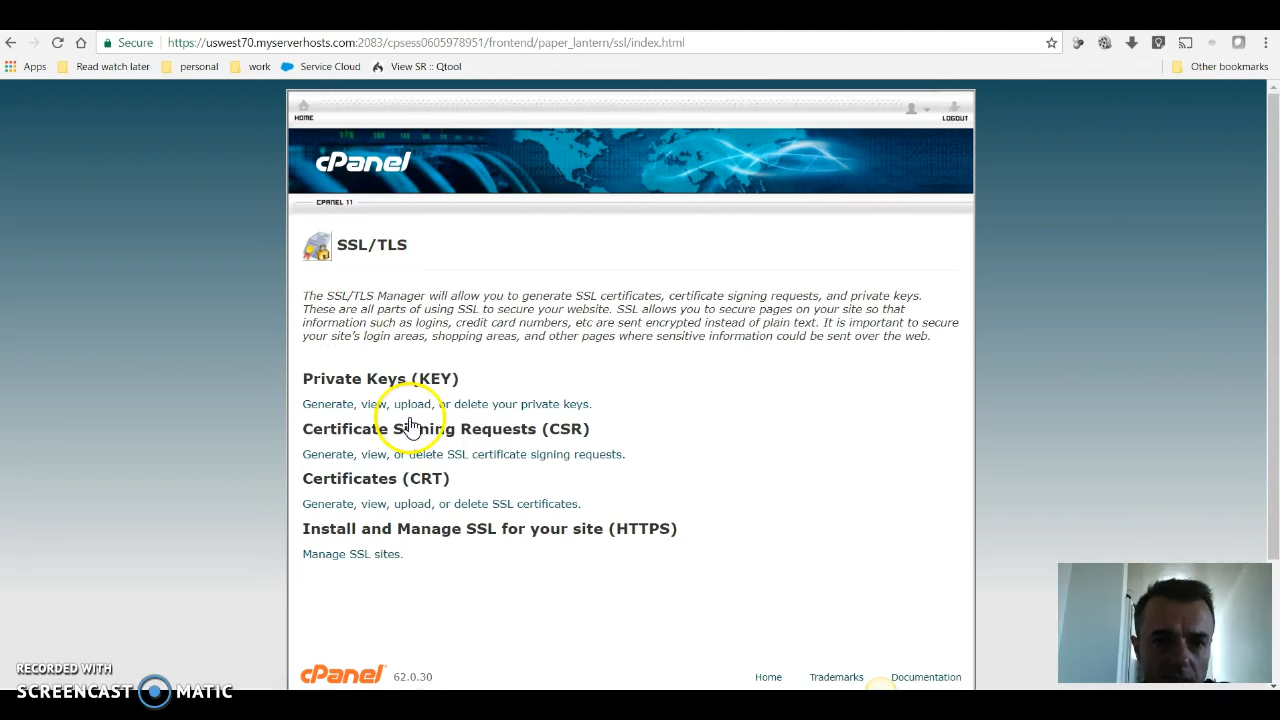 Secure https://uswest70.myserverhosts.com:2083/cpsess0605978951/frontend/paper_lantern/ssl/index.html
Apps Read watch later personal work Service Cloud View SR :: Qtool Other bookmarks
HOME LOGOUT
cPanel
CPANEL 11
SSL/TLS
The SSL/TLS Manager will allow you to generate SSL certificates, certificate signing requests, and private keys.
These are all parts of using SSL to secure your website. SSL allows you to secure pages on your site so that
information such as logins, credit card numbers, etc are sent encrypted instead of plain text. It is important to secure
your site's login areas, shopping areas, and other pages where sensitive information could be sent over the web.
Private Keys (KEY)
Generate, view, upload, or delete your private keys.
Certificate Signing Requests (CSR)
Generate, view, or delete SSL certificate signing requests.
Certificates (CRT)
Generate, view, upload, or delete SSL certificates.
Install and Manage SSL for your site (HTTPS)
Manage SSL sites.
cPanel 62.0.30 Home Trademarks Documentation
RECORDED WITH
SCREENCAST MATIC